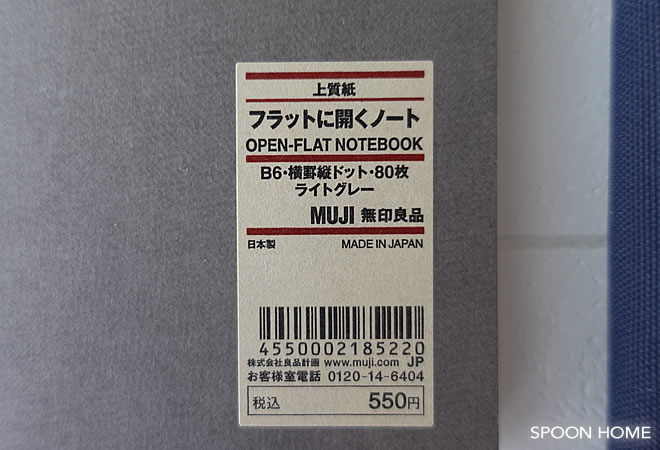 上質紙
フラットに開くノート
OPEN-FLAT NOTEBOOK
B6・横罫縦ドット・80枚
ライトグレー
MUJI 無印良品
日本製 MADE IN JAPAN
4550002185220
株式会社良品計画 www.muji.com JP
お客様室電話 0120-14-6404
税込 550円
SPOON HOME